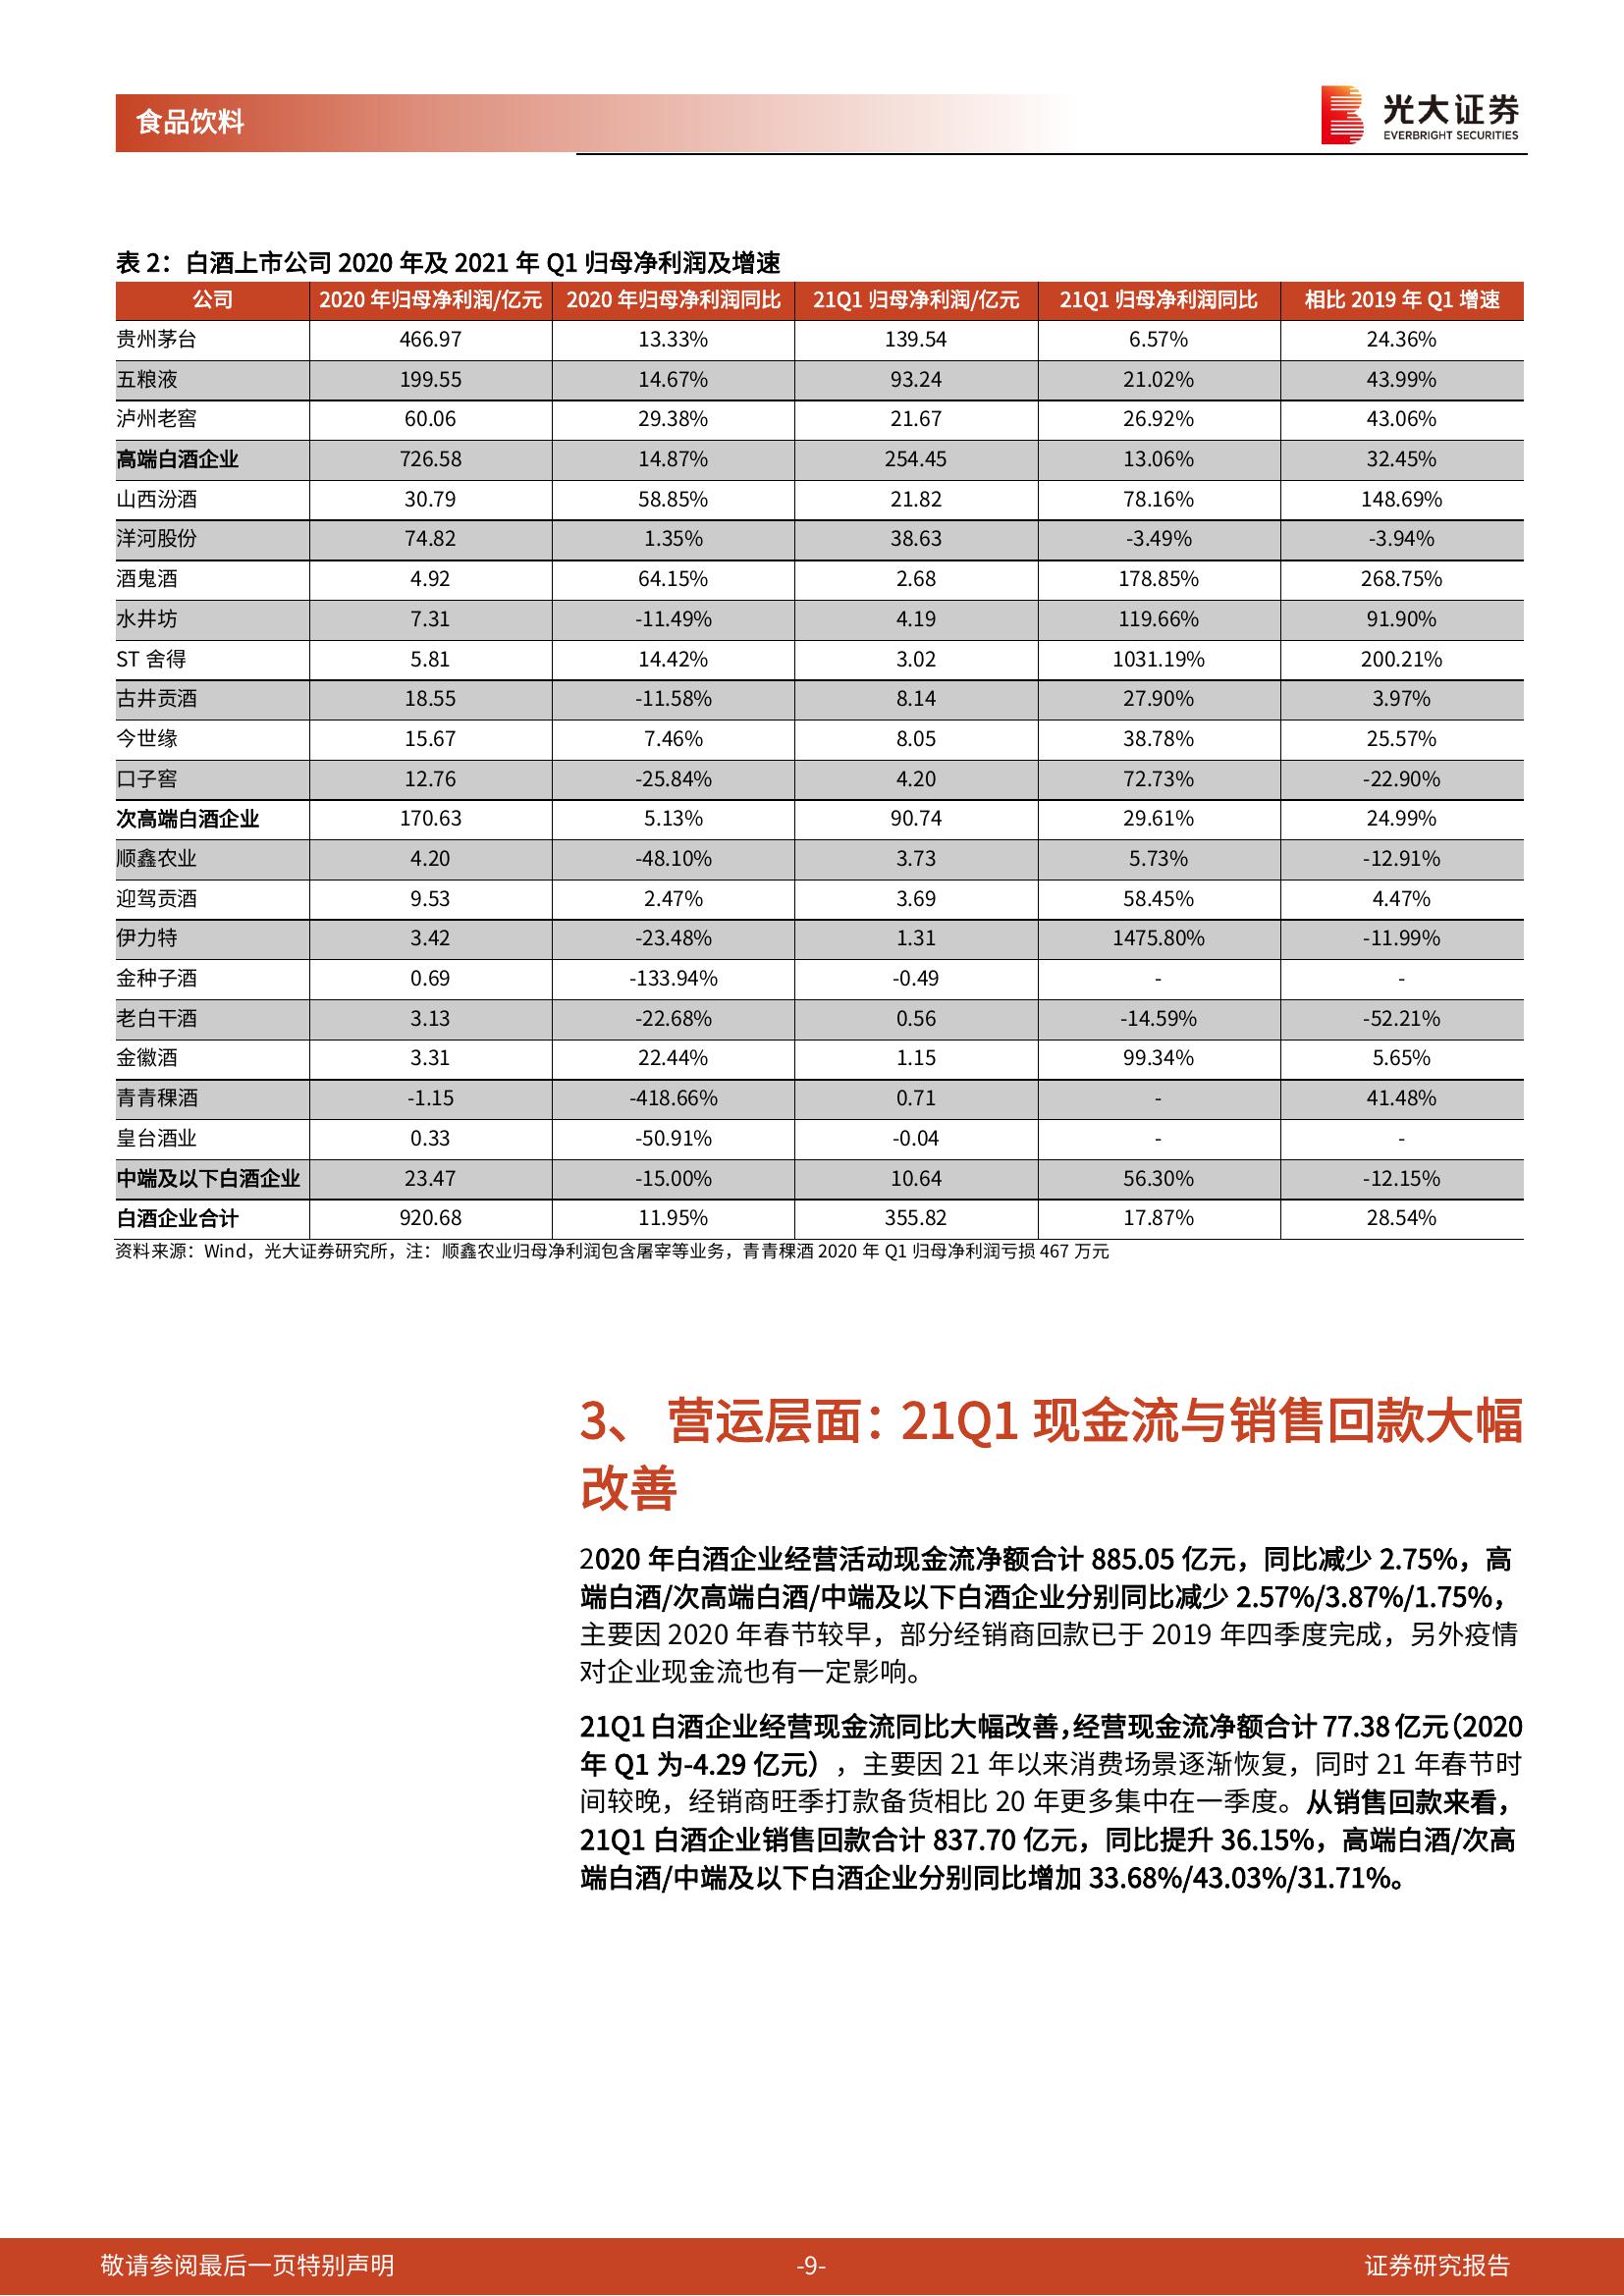 食品饮料
光大证券
EVERBRIGHT SECURITIES
表 2：白酒上市公司 2020 年及 2021 年 Q1 归母净利润及增速
公司 2020 年归母净利润/亿元 2020 年归母净利润同比 21Q1 归母净利润/亿元 21Q1 归母净利润同比 相比 2019 年 Q1 增速
贵州茅台 466.97 13.33% 139.54 6.57% 24.36%
五粮液 199.55 14.67% 93.24 21.02% 43.99%
泸州老窖 60.06 29.38% 21.67 26.92% 43.06%
高端白酒企业 726.58 14.87% 254.45 13.06% 32.45%
山西汾酒 30.79 58.85% 21.82 78.16% 148.69%
洋河股份 74.82 1.35% 38.63 -3.49% -3.94%
酒鬼酒 4.92 64.15% 2.68 178.85% 268.75%
水井坊 7.31 -11.49% 4.19 119.66% 91.90%
ST 舍得 5.81 14.42% 3.02 1031.19% 200.21%
古井贡酒 18.55 -11.58% 8.14 27.90% 3.97%
今世缘 15.67 7.46% 8.05 38.78% 25.57%
口子窖 12.76 -25.84% 4.20 72.73% -22.90%
次高端白酒企业 170.63 5.13% 90.74 29.61% 24.99%
顺鑫农业 4.20 -48.10% 3.73 5.73% -12.91%
迎驾贡酒 9.53 2.47% 3.69 58.45% 4.47%
伊力特 3.42 -23.48% 1.31 1475.80% -11.99%
金种子酒 0.69 -133.94% -0.49 - -
老白干酒 3.13 -22.68% 0.56 -14.59% -52.21%
金徽酒 3.31 22.44% 1.15 99.34% 5.65%
青青稞酒 -1.15 -418.66% 0.71 - 41.48%
皇台酒业 0.33 -50.91% -0.04 - -
中端及以下白酒企业 23.47 -15.00% 10.64 56.30% -12.15%
白酒企业合计 920.68 11.95% 355.82 17.87% 28.54%
资料来源：Wind，光大证券研究所，注：顺鑫农业归母净利润包含屠宰等业务，青青稞酒 2020 年 Q1 归母净利润亏损 467 万元
3、 营运层面：21Q1 现金流与销售回款大幅
改善
2020 年白酒企业经营活动现金流净额合计 885.05 亿元，同比减少 2.75%，高
端白酒/次高端白酒/中端及以下白酒企业分别同比减少 2.57%/3.87%/1.75%，
主要因 2020 年春节较早，部分经销商回款已于 2019 年四季度完成，另外疫情
对企业现金流也有一定影响。
21Q1 白酒企业经营现金流同比大幅改善，经营现金流净额合计 77.38 亿元（2020
年 Q1 为-4.29 亿元），主要因 21 年以来消费场景逐渐恢复，同时 21 年春节时
间较晚，经销商旺季打款备货相比 20 年更多集中在一季度。从销售回款来看，
21Q1 白酒企业销售回款合计 837.70 亿元，同比提升 36.15%，高端白酒/次高
端白酒/中端及以下白酒企业分别同比增加 33.68%/43.03%/31.71%。
敬请参阅最后一页特别声明 -9- 证券研究报告